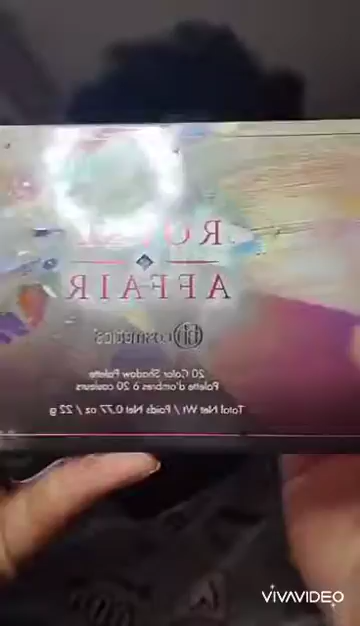 ROYAL
AFFAIR
BH cosmetics
20 Color Shadow Palette
Palette d'ombres à 20 couleurs
Total Net Wt / Poids Net 0.77 oz / 22 g
VIVAVIDEO